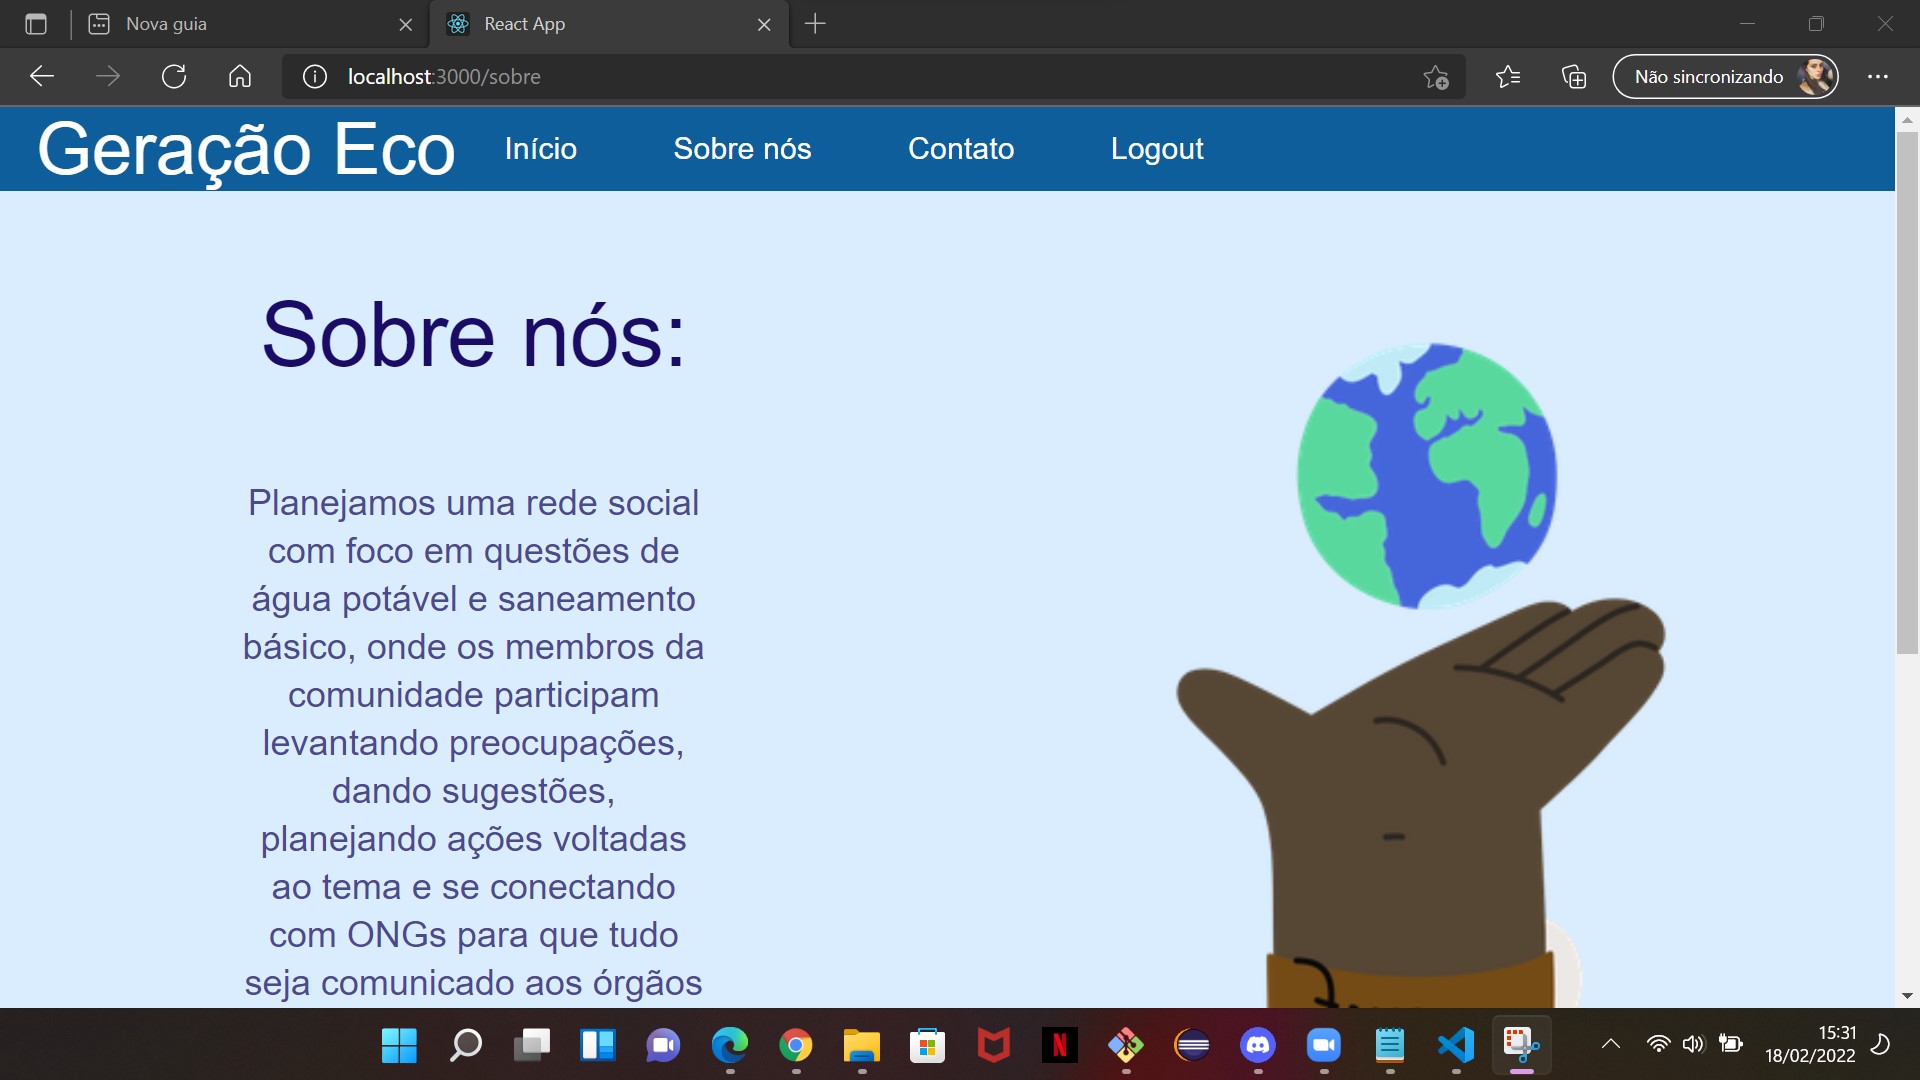 Nova guia
React App
localhost:3000/sobre
Não sincronizando
Geração Eco
Início
Sobre nós
Contato
Logout
Sobre nós:
Planejamos uma rede social
com foco em questões de
água potável e saneamento
básico, onde os membros da
comunidade participam
levantando preocupações,
dando sugestões,
planejando ações voltadas
ao tema e se conectando
com ONGs para que tudo
seja comunicado aos órgãos
N
15:31
18/02/2022